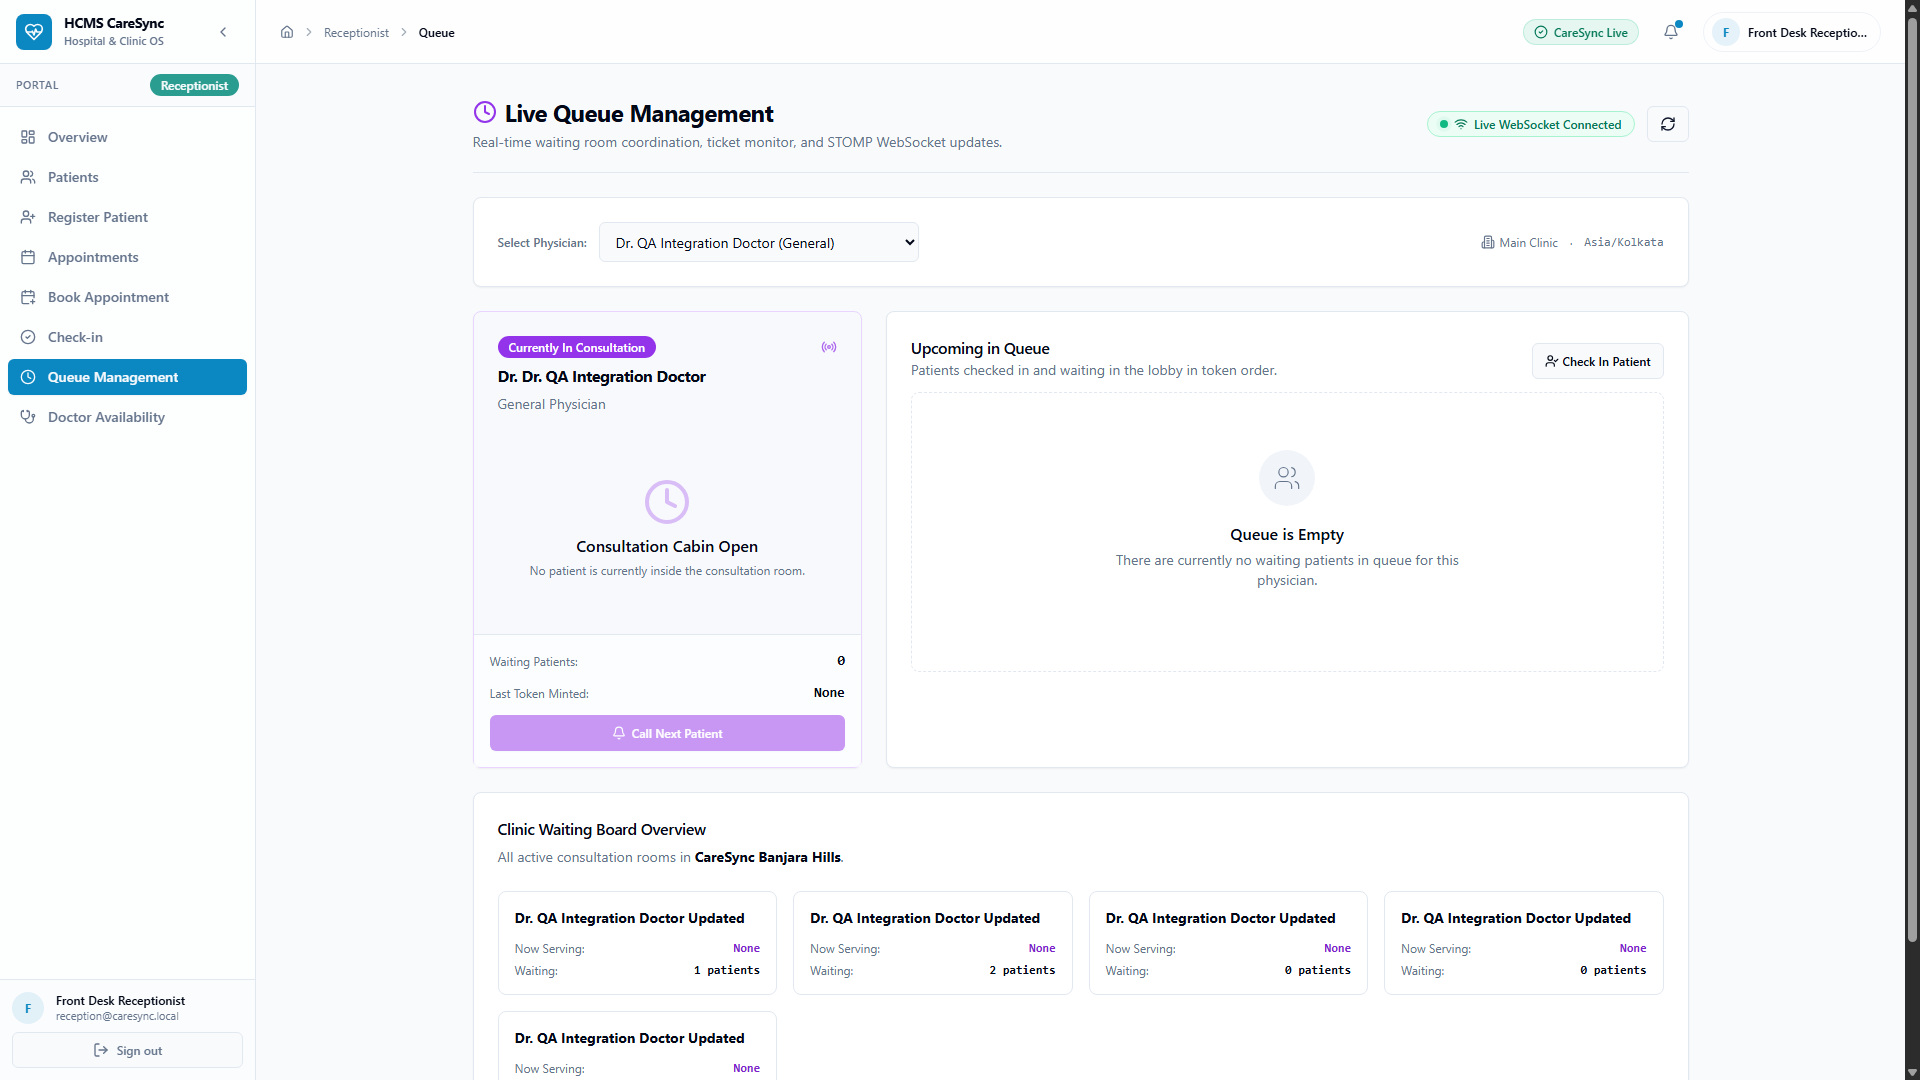 HCMS CareSync
Hospital & Clinic OS
PORTAL
Receptionist
Overview
Patients
Register Patient
Appointments
Book Appointment
Check-in
Queue Management
Doctor Availability
Front Desk Receptionist
reception@caresync.local
Sign out
Receptionist
Queue
CareSync Live
F
Front Desk Receptio...
Live Queue Management
Real-time waiting room coordination, ticket monitor, and STOMP WebSocket updates.
Live WebSocket Connected
Select Physician:
Dr. QA Integration Doctor (General)
Main Clinic · Asia/Kolkata
Currently In Consultation
Dr. Dr. QA Integration Doctor
General Physician
Consultation Cabin Open
No patient is currently inside the consultation room.
Waiting Patients: 0
Last Token Minted: None
Call Next Patient
Upcoming in Queue
Patients checked in and waiting in the lobby in token order.
Check In Patient
Queue is Empty
There are currently no waiting patients in queue for this
physician.
Clinic Waiting Board Overview
All active consultation rooms in CareSync Banjara Hills.
Dr. QA Integration Doctor Updated
Now Serving: None
Waiting: 1 patients
Dr. QA Integration Doctor Updated
Now Serving: None
Waiting: 2 patients
Dr. QA Integration Doctor Updated
Now Serving: None
Waiting: 0 patients
Dr. QA Integration Doctor Updated
Now Serving: None
Waiting: 0 patients
Dr. QA Integration Doctor Updated
Now Serving: None
F